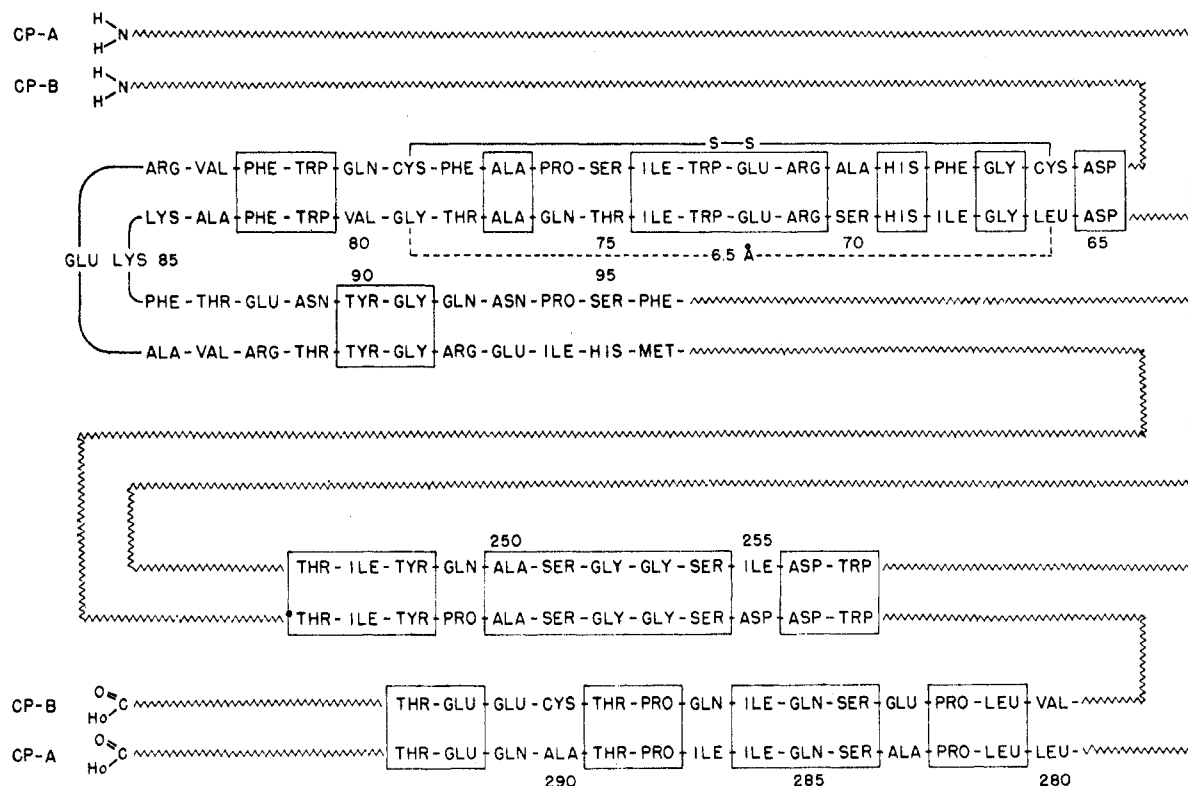 CP-A H H N
CP-B H H N
S-S
ARG-VAL-PHE-TRP-GLN-CYS-PHE-ALA-PRO-SER-ILE-TRP-GLU-ARG-ALA-HIS-PHE-GLY-CYS-ASP
LYS-ALA-PHE-TRP-VAL-GLY-THR-ALA-GLN-THR-ILE-TRP-GLU-ARG-SER-HIS-ILE-GLY-LEU-ASP
80 75 70 65
6.5 Å
GLU LYS 85
90 95
PHE-THR-GLU-ASN-TYR-GLY-GLN-ASN-PRO-SER-PHE-
ALA-VAL-ARG-THR-TYR-GLY-ARG-GLU-ILE-HIS-MET-
250 255
THR-ILE-TYR-GLN-ALA-SER-GLY-GLY-SER-ILE-ASP-TRP
THR-ILE-TYR-PRO-ALA-SER-GLY-GLY-SER-ASP-ASP-TRP
CP-B O HO C THR-GLU-GLU-CYS-THR-PRO-GLN-ILE-GLN-SER-GLU-PRO-LEU-VAL-
CP-A O HO C THR-GLU-GLN-ALA-THR-PRO-ILE-ILE-GLN-SER-ALA-PRO-LEU-LEU-
290 285 280